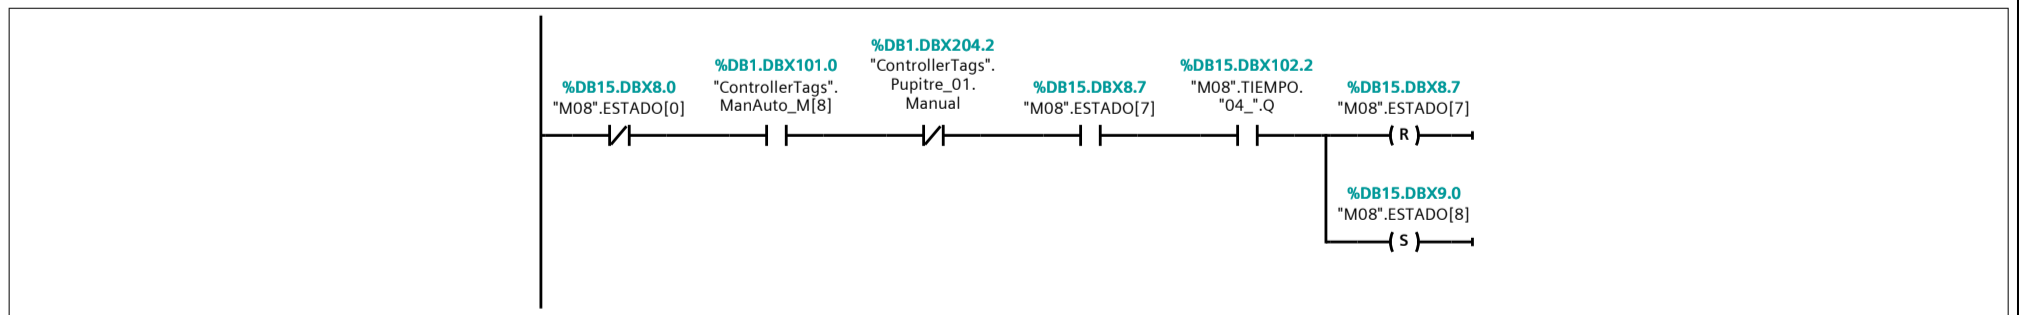 %DB15.DBX8.0
"M08".ESTADO[0]
%DB1.DBX101.0
"ControllerTags".
ManAuto_M[8]
%DB1.DBX204.2
"ControllerTags".
Pupitre_01.
Manual
%DB15.DBX8.7
"M08".ESTADO[7]
%DB15.DBX102.2
"M08".TIEMPO.
"04_".Q
%DB15.DBX8.7
"M08".ESTADO[7]
R
%DB15.DBX9.0
"M08".ESTADO[8]
S